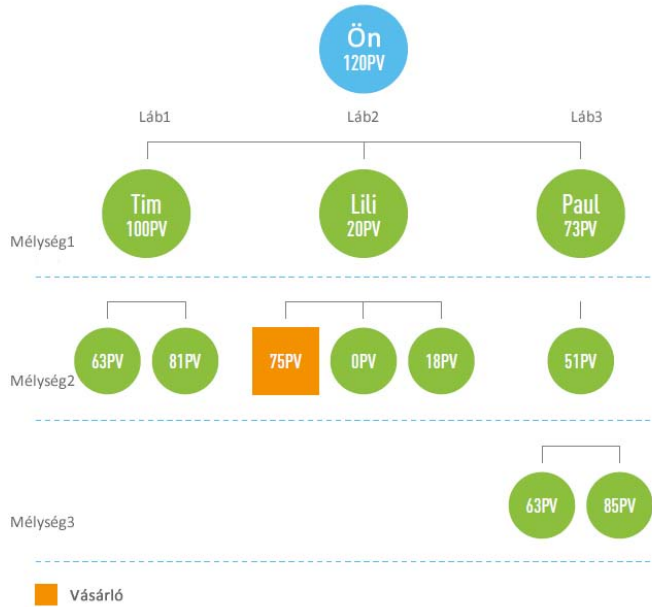 Ön
120PV
Láb1 Láb2 Láb3
Tim
100PV
Lili
20PV
Paul
73PV
Mélység1
63PV 81PV 75PV 0PV 18PV 51PV
Mélység2
63PV 85PV
Mélység3
Vásárló